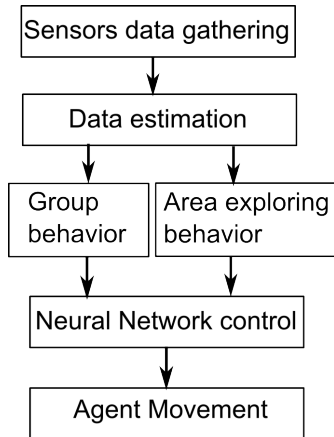 Sensors data gathering
Data estimation
Group
behavior
Area exploring
behavior
Neural Network control
Agent Movement